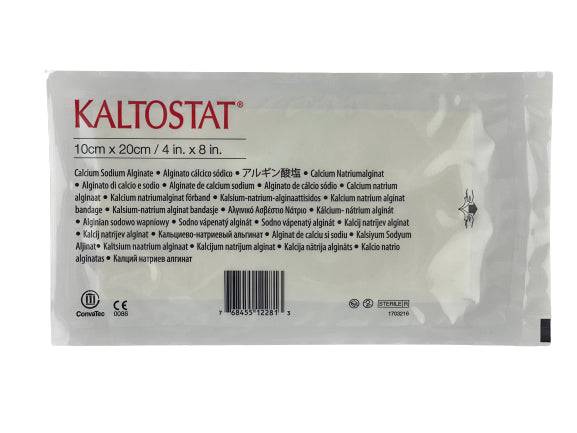 KALTOSTAT®
10cm x 20cm / 4 in. x 8 in.
Calcium Sodium Alginate • Alginato cálcico sódico • アルギン酸塩 • Calcium Natriumalginat
• Alginato di calcio e sodio • Alginate de calcium sodium • Alginato de cálcio sódio • Calcium natrium
alginaat • Kalcium natriumalginat förband • Kalsium-natrium-alginaattisidos • Kalcium natrium alginat
bandage • Kalsium-natrium alginat bandasje • Αλγινικό Ασβέστιο Νάτριο • Kálcium- nátrium alginát
• Alginian sodowo wapniowy • Sodno vápenatý alginát • Sodno vápenatý alginát • Kalcij natrijev alginat
• Kalcij natrijev alginat • Кальциево-натриевый альгинат • Alginat de calciu si sodiu • Kalsiyum Sodyum
Aljinat• Kaltsium naatrium alginaat • Kalcijum natrijum alginat • Kalcija nātrija algināts • Kalcio natrio
alginatas • Калций натриев алгинат
ConvaTec
CE
0086
7 68455 12281 3
2
STERILE R
1703216